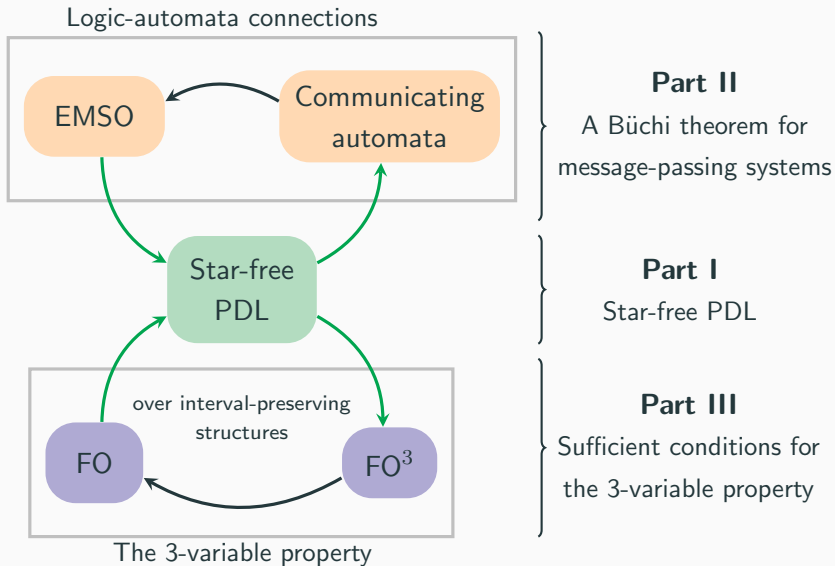 Logic-automata connections
EMSO
Communicating
automata
Part II
A Büchi theorem for
message-passing systems
Star-free
PDL
Part I
Star-free PDL
over interval-preserving
structures
FO
FO³
Part III
Sufficient conditions for
the 3-variable property
The 3-variable property